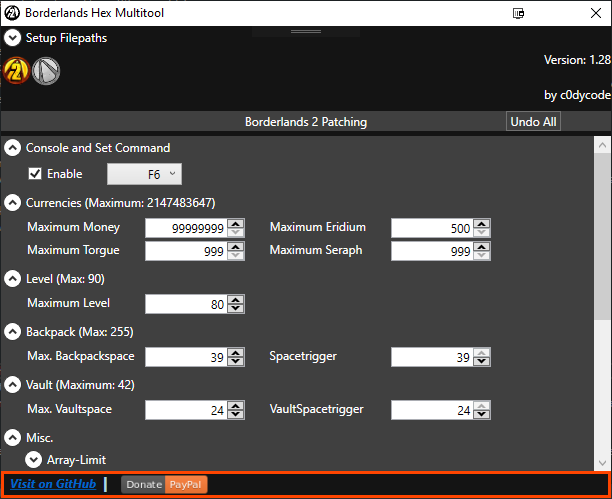 Borderlands Hex Multitool
Setup Filepaths
Version: 1.28
by c0dycode
Borderlands 2 Patching Undo All
Console and Set Command
Enable F6
Currencies (Maximum: 2147483647)
Maximum Money 99999999 Maximum Eridium 500
Maximum Torgue 999 Maximum Seraph 999
Level (Max: 90)
Maximum Level 80
Backpack (Max: 255)
Max. Backpackspace 39 Spacetrigger 39
Vault (Maximum: 42)
Max. Vaultspace 24 VaultSpacetrigger 24
Misc.
Array-Limit
Visit on GitHub | Donate PayPal